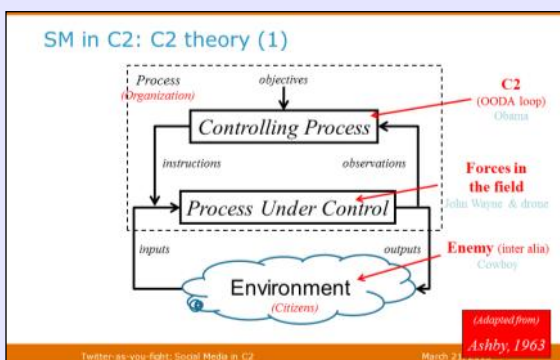 SM in C2: C2 theory (1)
Process
(Organization)
objectives
C2
(OODA loop)
Obama
Controlling Process
instructions
observations
Forces in
the field
John Wayne & drone
Process Under Control
inputs
outputs
Enemy (inter alia)
Cowboy
Environment
(Citizens)
(Adapted from)
Ashby, 1963
Twitter-as-you-fight: Social Media in C2
March 21